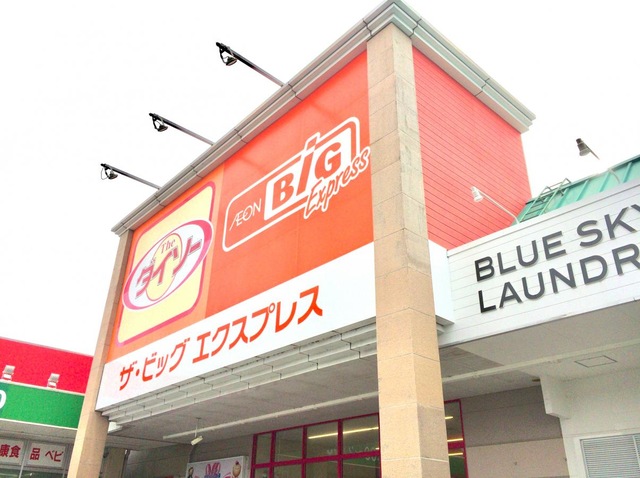 The
ダイソー
ÆON
BiG
Express
ザ・ビッグ エクスプレス
BLUE SKY
LAUNDR
康食 品 ベビ